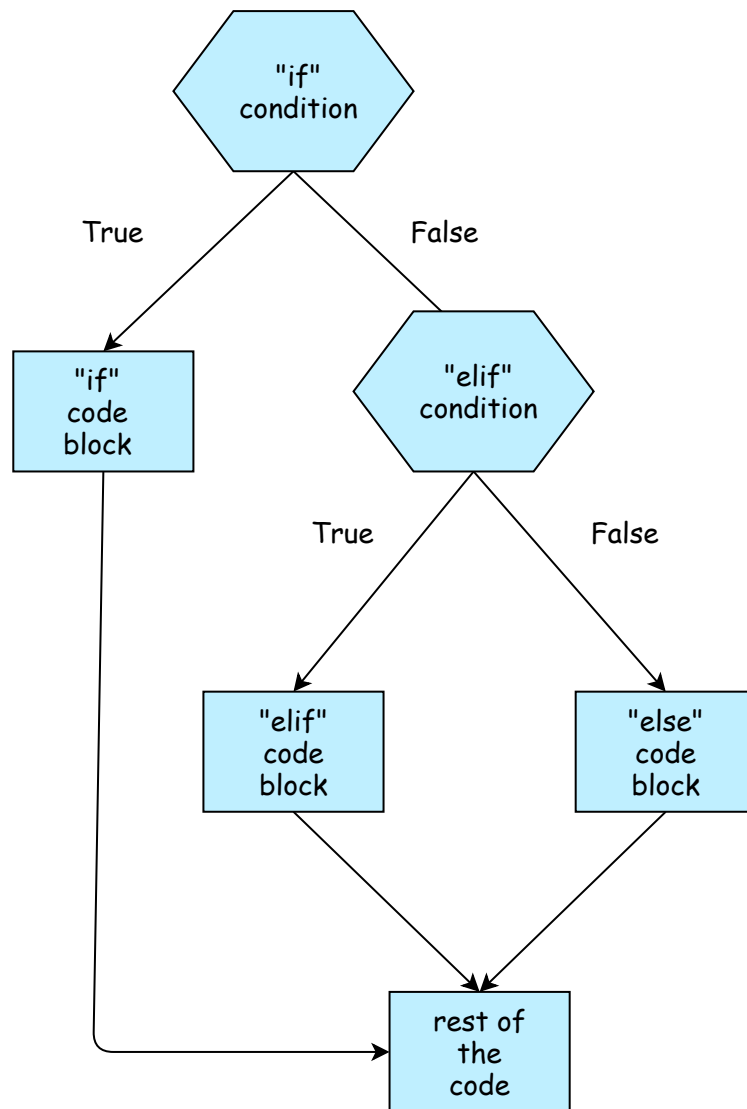 "if"
condition
True
False
"if"
code
block
"elif"
condition
True
False
"elif"
code
block
"else"
code
block
rest of
the
code